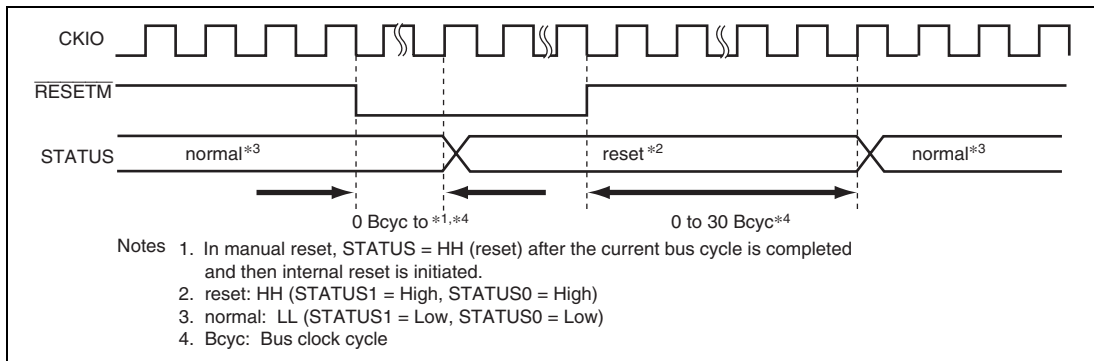 CKIO
RESETM
STATUS
normal*3
reset*2
normal*3
0 Bcyc to *1,*4
0 to 30 Bcyc*4
Notes 1. In manual reset, STATUS = HH (reset) after the current bus cycle is completed
and then internal reset is initiated.
2. reset: HH (STATUS1 = High, STATUS0 = High)
3. normal: LL (STATUS1 = Low, STATUS0 = Low)
4. Bcyc: Bus clock cycle